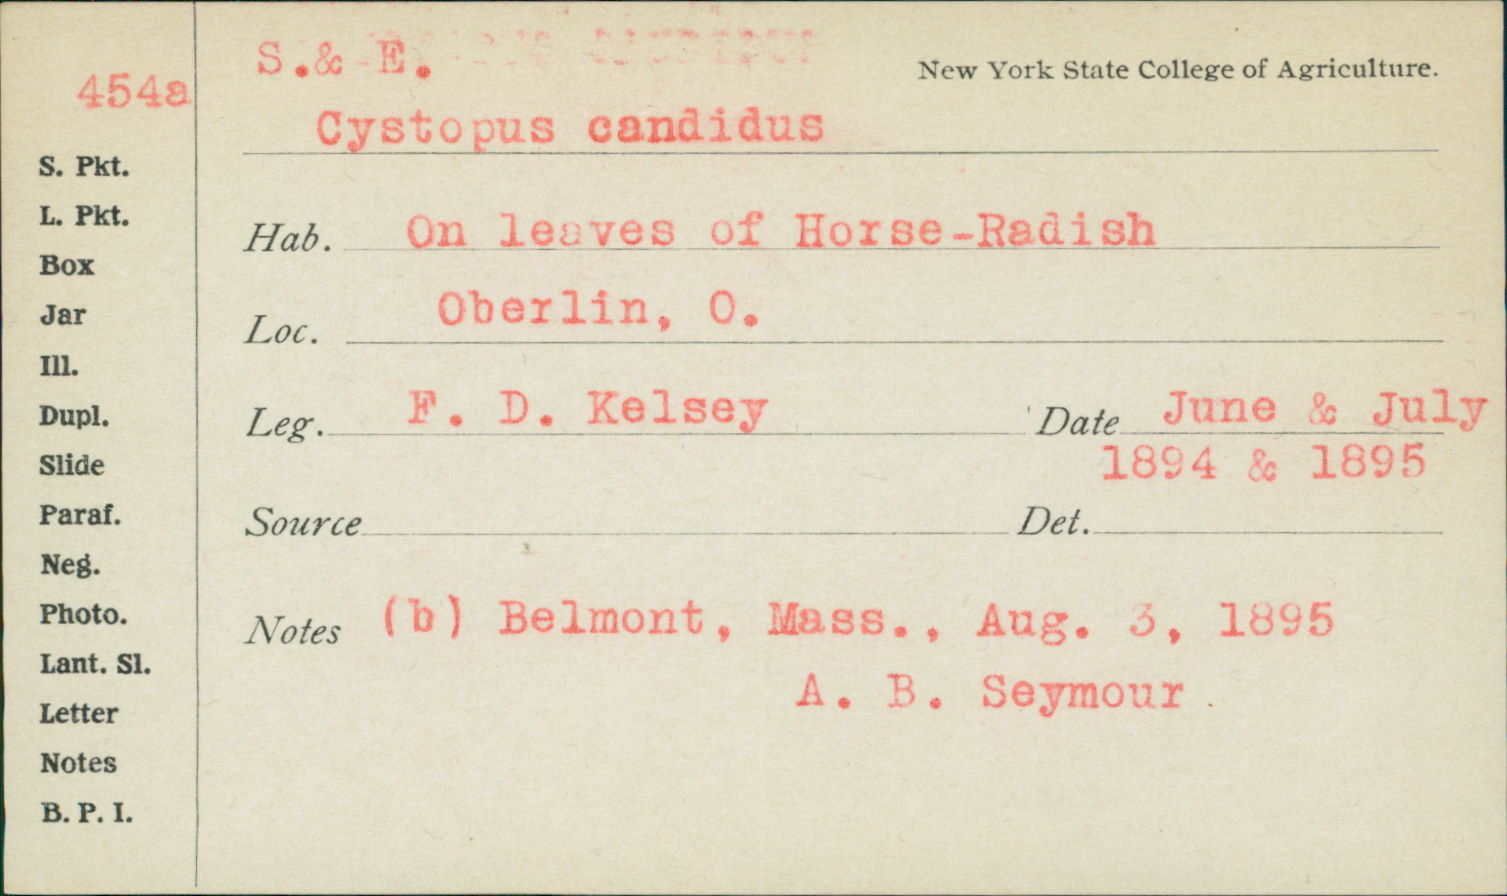 S.& E.
New York State College of Agriculture.
454a
Cystopus candidus
S. Pkt.
L. Pkt.
Box
Jar
Ill.
Dupl.
Slide
Paraf.
Neg.
Photo.
Lant. Sl.
Letter
Notes
B. P. I.
Hab. On leaves of Horse-Radish
Loc. Oberlin, O.
Leg. F. D. Kelsey Date June & July
1894 & 1895
Source Det.
Notes (b) Belmont, Mass., Aug. 3, 1895
A. B. Seymour